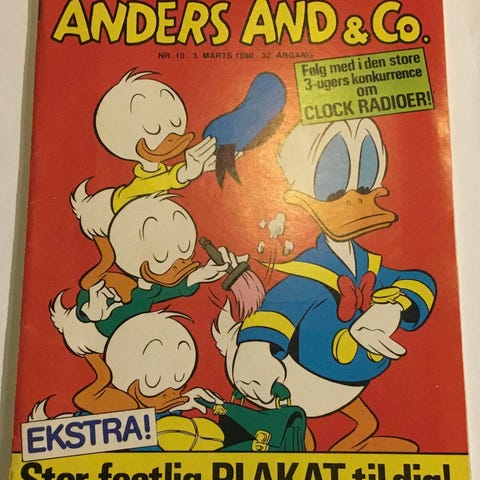 ANDERS AND & Co.
NR. 10 - 3. MARTS 1980 - 32. ÅRGANG
Følg med i den store
3-ugers konkurrence
om
CLOCK RADIOER!
EKSTRA!
Stor festlig PLAKAT til dig!